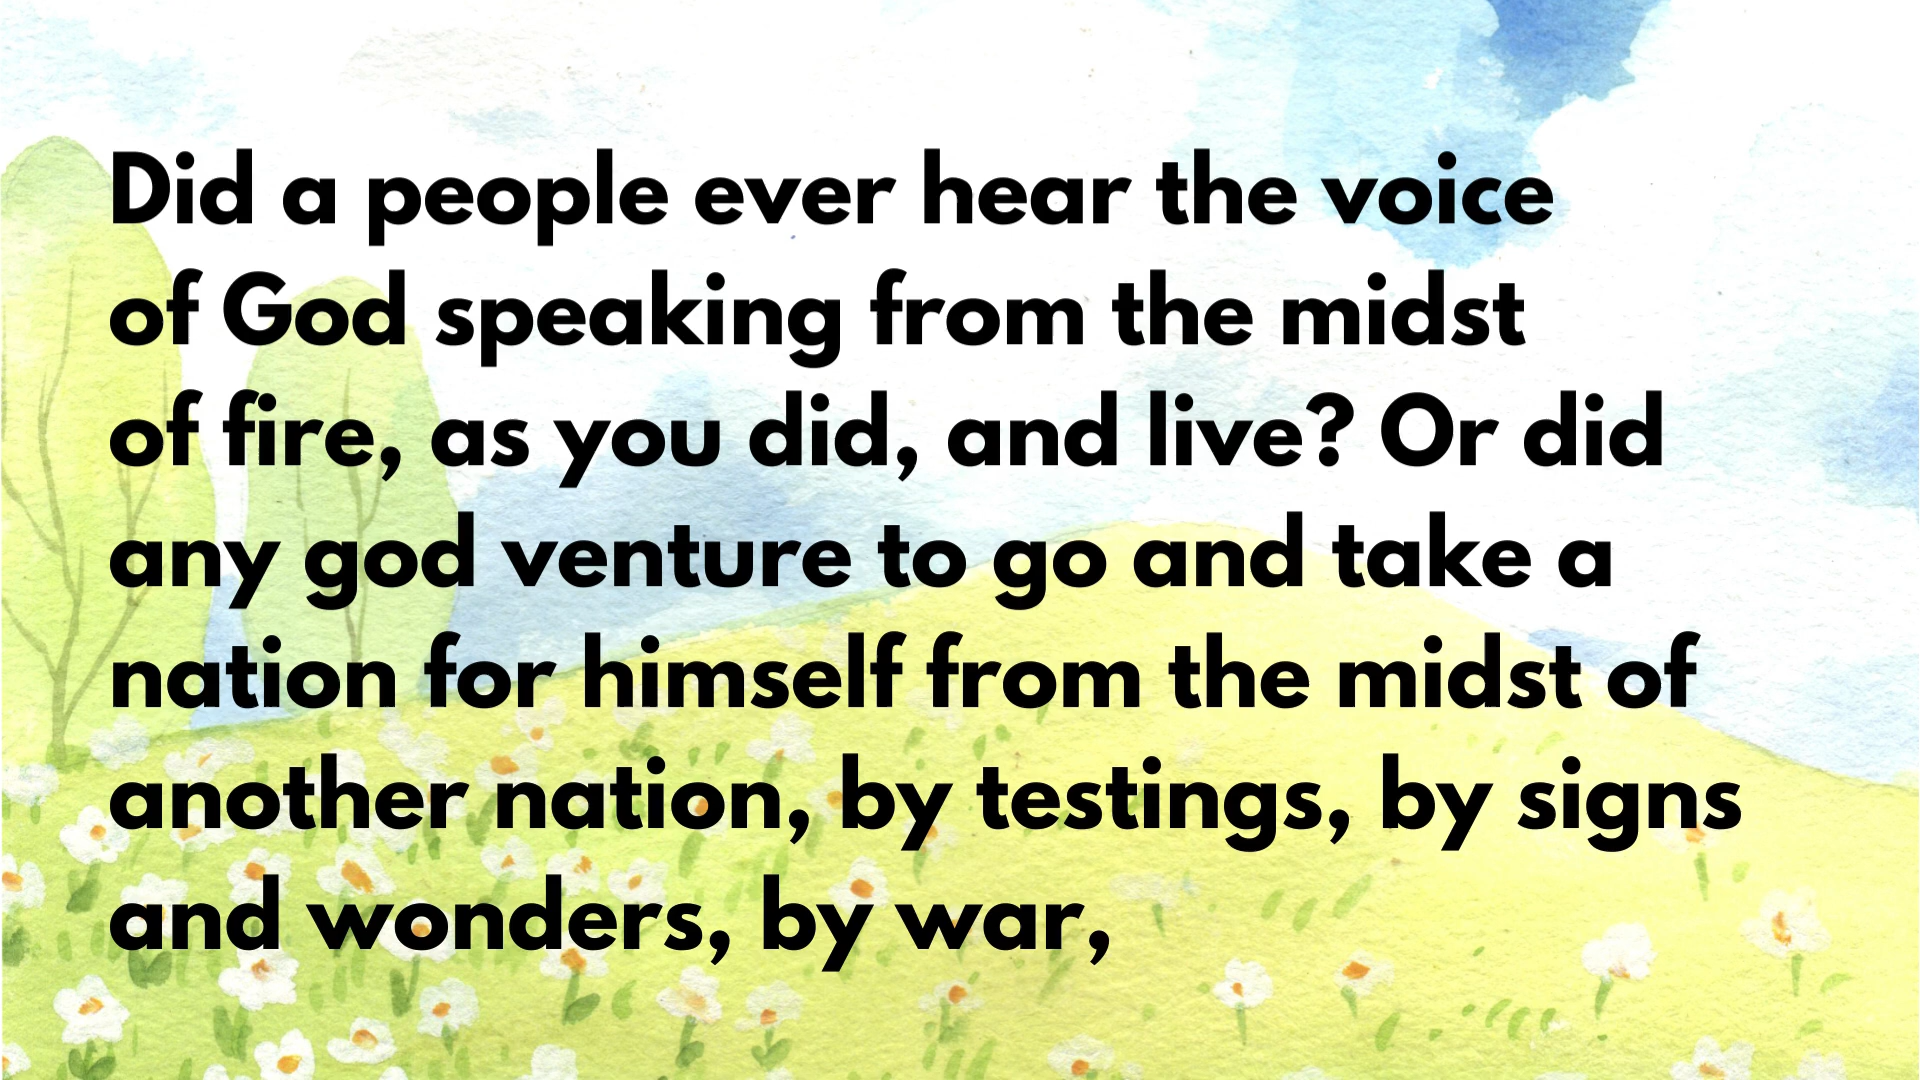 Did a people ever hear the voice
of God speaking from the midst
of fire, as you did, and live? Or did
any god venture to go and take a
nation for himself from the midst of
another nation, by testings, by signs
and wonders, by war,